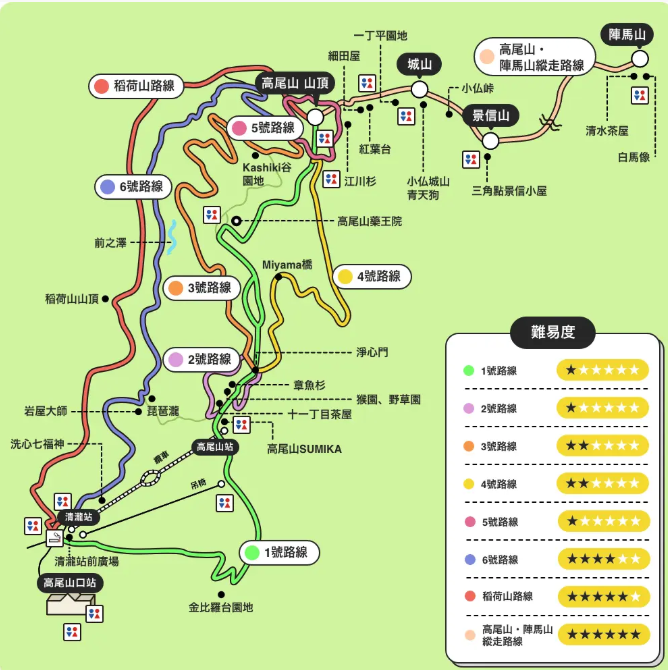 一丁平園地
細田屋
城山
高尾山・
陣馬山縱走路線
陣馬山
稻荷山路線
高尾山 山頂
小仏峠
景信山
清水茶屋
白馬像
5號路線
紅葉台
Kashiki谷
園地
江川杉
小仏城山
青天狗
三角點景信小屋
6號路線
高尾山藥王院
前之澤
Miyama橋
4號路線
3號路線
稻荷山山頂
難易度
2號路線
淨心門
1號路線
★★★★★★
章魚杉
猴園、野草園
2號路線
★★★★★★
岩屋大師
琵琶瀧
十一丁目茶屋
3號路線
★★★★★★
洗心七福神
高尾山站
高尾山SUMIKA
纜車
4號路線
★★★★★★
吊椅
5號路線
★★★★★★
清瀧站
1號路線
6號路線
★★★★★★
清瀧站前廣場
高尾山口站
稻荷山路線
★★★★★★
金比羅台園地
高尾山・陣馬山
縱走路線
★★★★★★